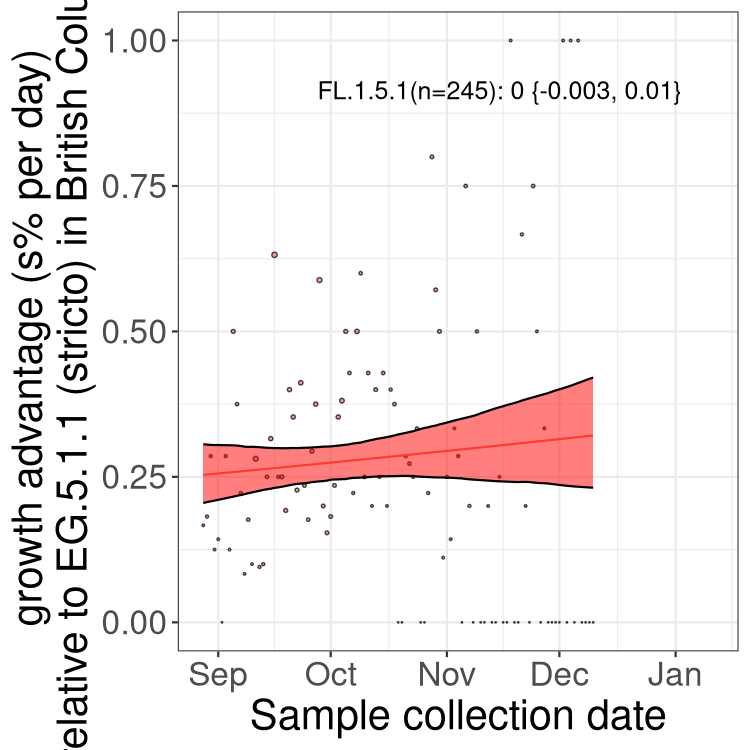 growth advantage (s% per day)
relative to EG.5.1.1 (stricto) in British
1.00
0.75
0.50
0.25
0.00
FL.1.5.1(n=245): 0 {-0.003, 0.01}
Sep Oct Nov Dec Jan
Sample collection date